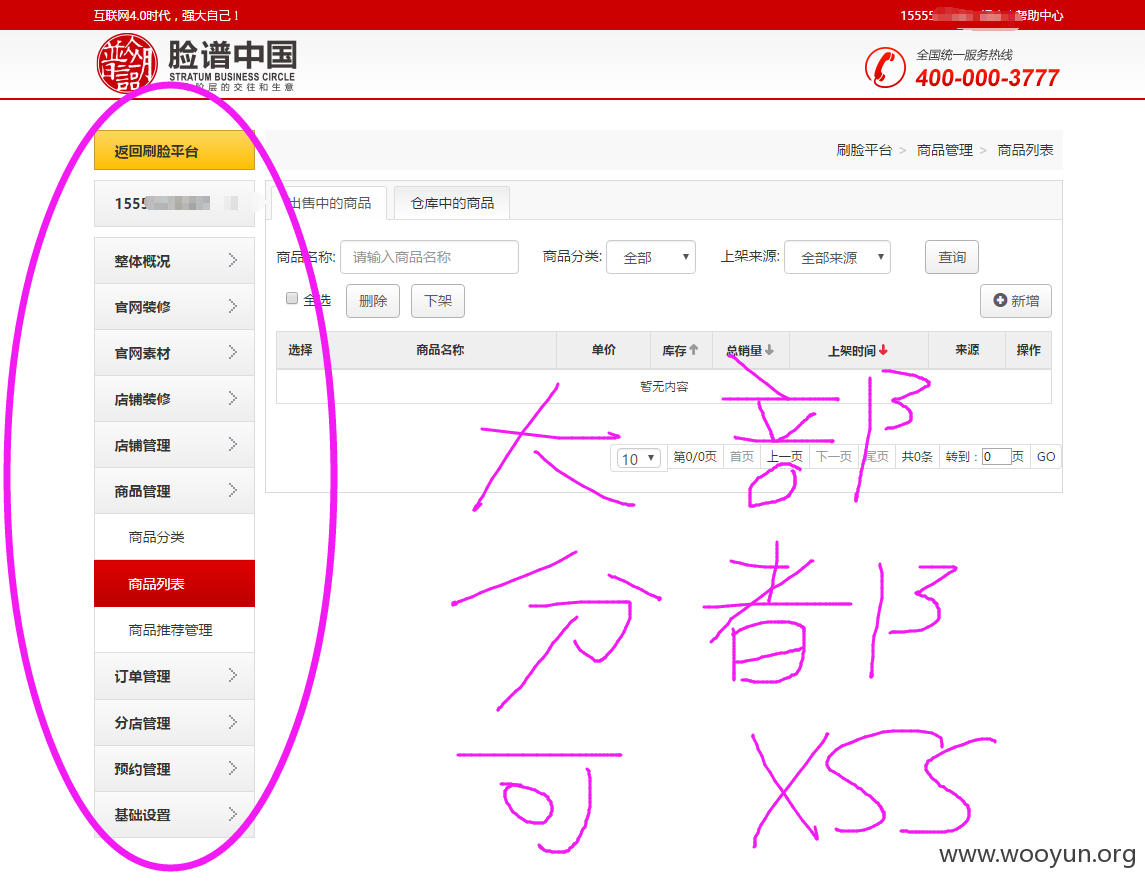 互联网4.0时代，强大自己！
15555
帮助中心
脸谱中国
STRATUM BUSINESS CIRCLE
阶层的交往和生意
全国统一服务热线
400-000-3777
返回刷脸平台
刷脸平台 > 商品管理 > 商品列表
1555
出售中的商品 仓库中的商品
整体概况
商品名称: 请输入商品名称 商品分类: 全部 上架来源: 全部来源 查询
官网装修
全选 删除 下架 新增
官网素材
选择 商品名称 单价 库存 总销量 上架时间 来源 操作
暂无内容
店铺装修
店铺管理
10 第0/0页 首页 上一页 下一页 尾页 共0条 转到：0页 GO
商品管理
商品分类
商品列表
商品推荐管理
订单管理
分店管理
预约管理
基础设置
大部
分都
可 XSS
www.wooyun.org